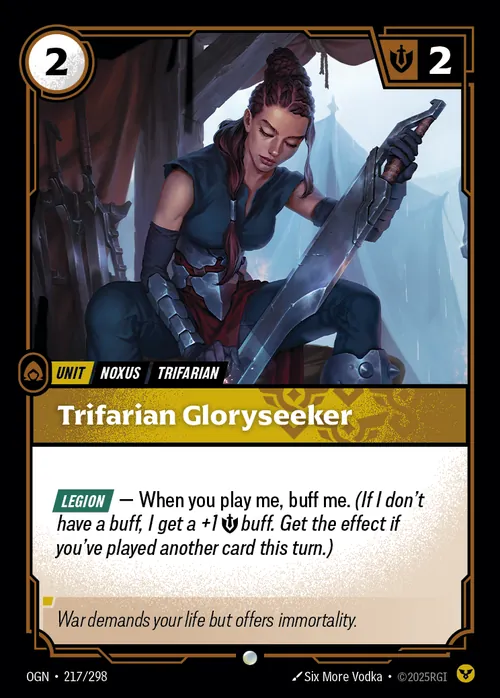 2
2
UNIT NOXUS TRIFARIAN
Trifarian Gloryseeker
LEGION — When you play me, buff me. (If I don't
have a buff, I get a +1 buff. Get the effect if
you've played another card this turn.)
War demands your life but offers immortality.
OGN • 217/298 Six More Vodka • ©2025RGI